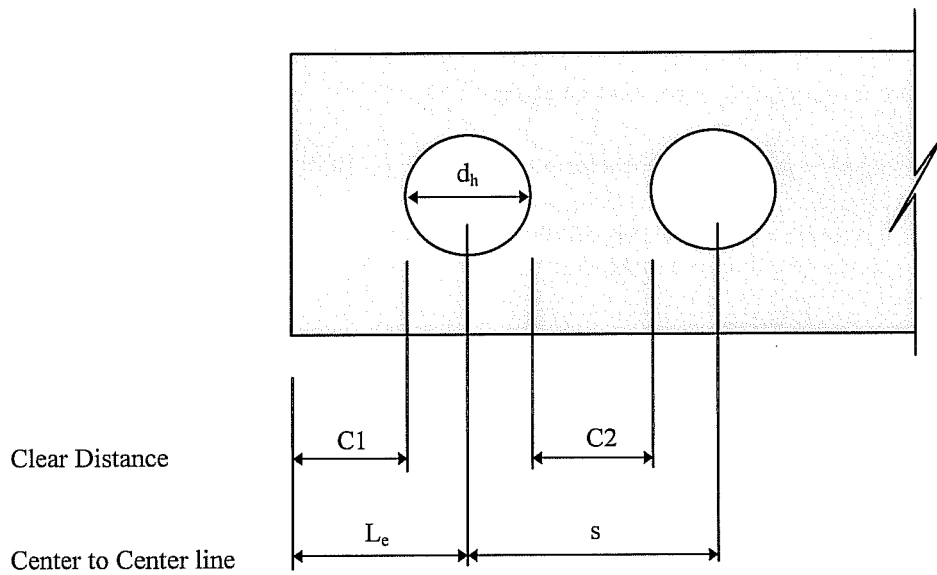 dh
Clear Distance
C1
C2
Center to Center line
Le
s